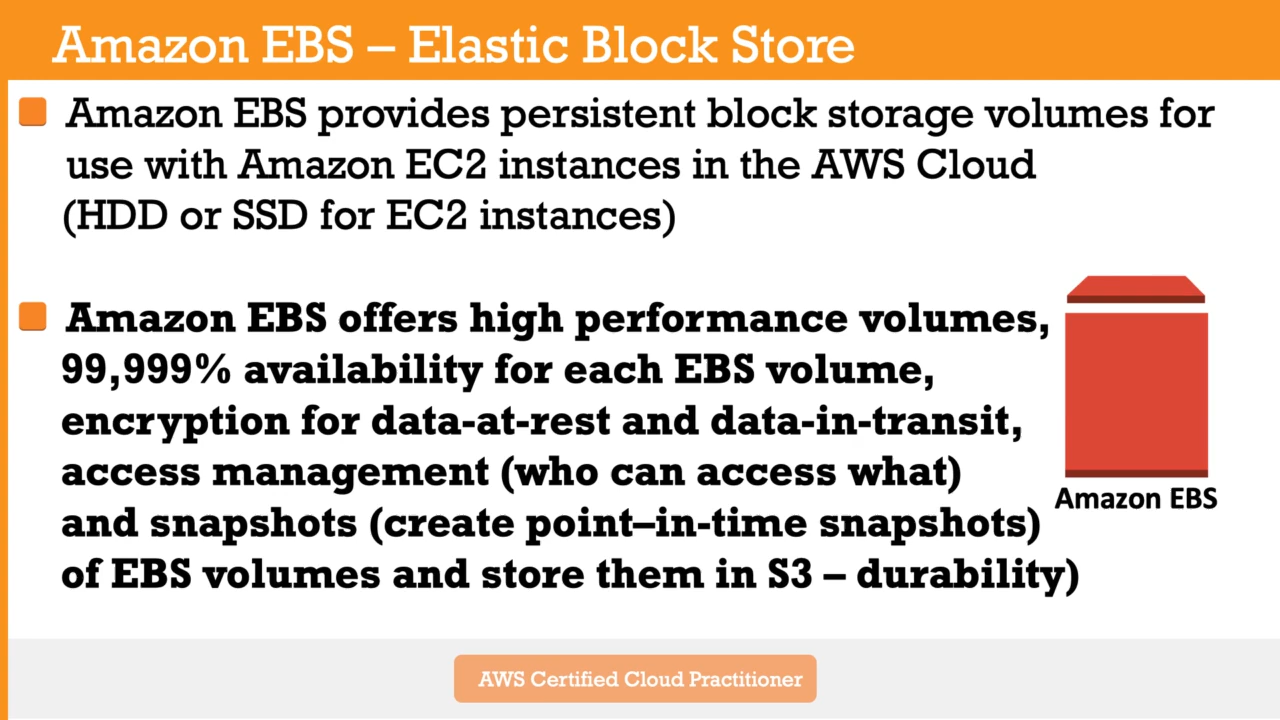 Amazon EBS – Elastic Block Store
Amazon EBS provides persistent block storage volumes for
use with Amazon EC2 instances in the AWS Cloud
(HDD or SSD for EC2 instances)
Amazon EBS offers high performance volumes,
99,999% availability for each EBS volume,
encryption for data-at-rest and data-in-transit,
access management (who can access what)
and snapshots (create point–in-time snapshots)
of EBS volumes and store them in S3 – durability)
Amazon EBS
AWS Certified Cloud Practitioner